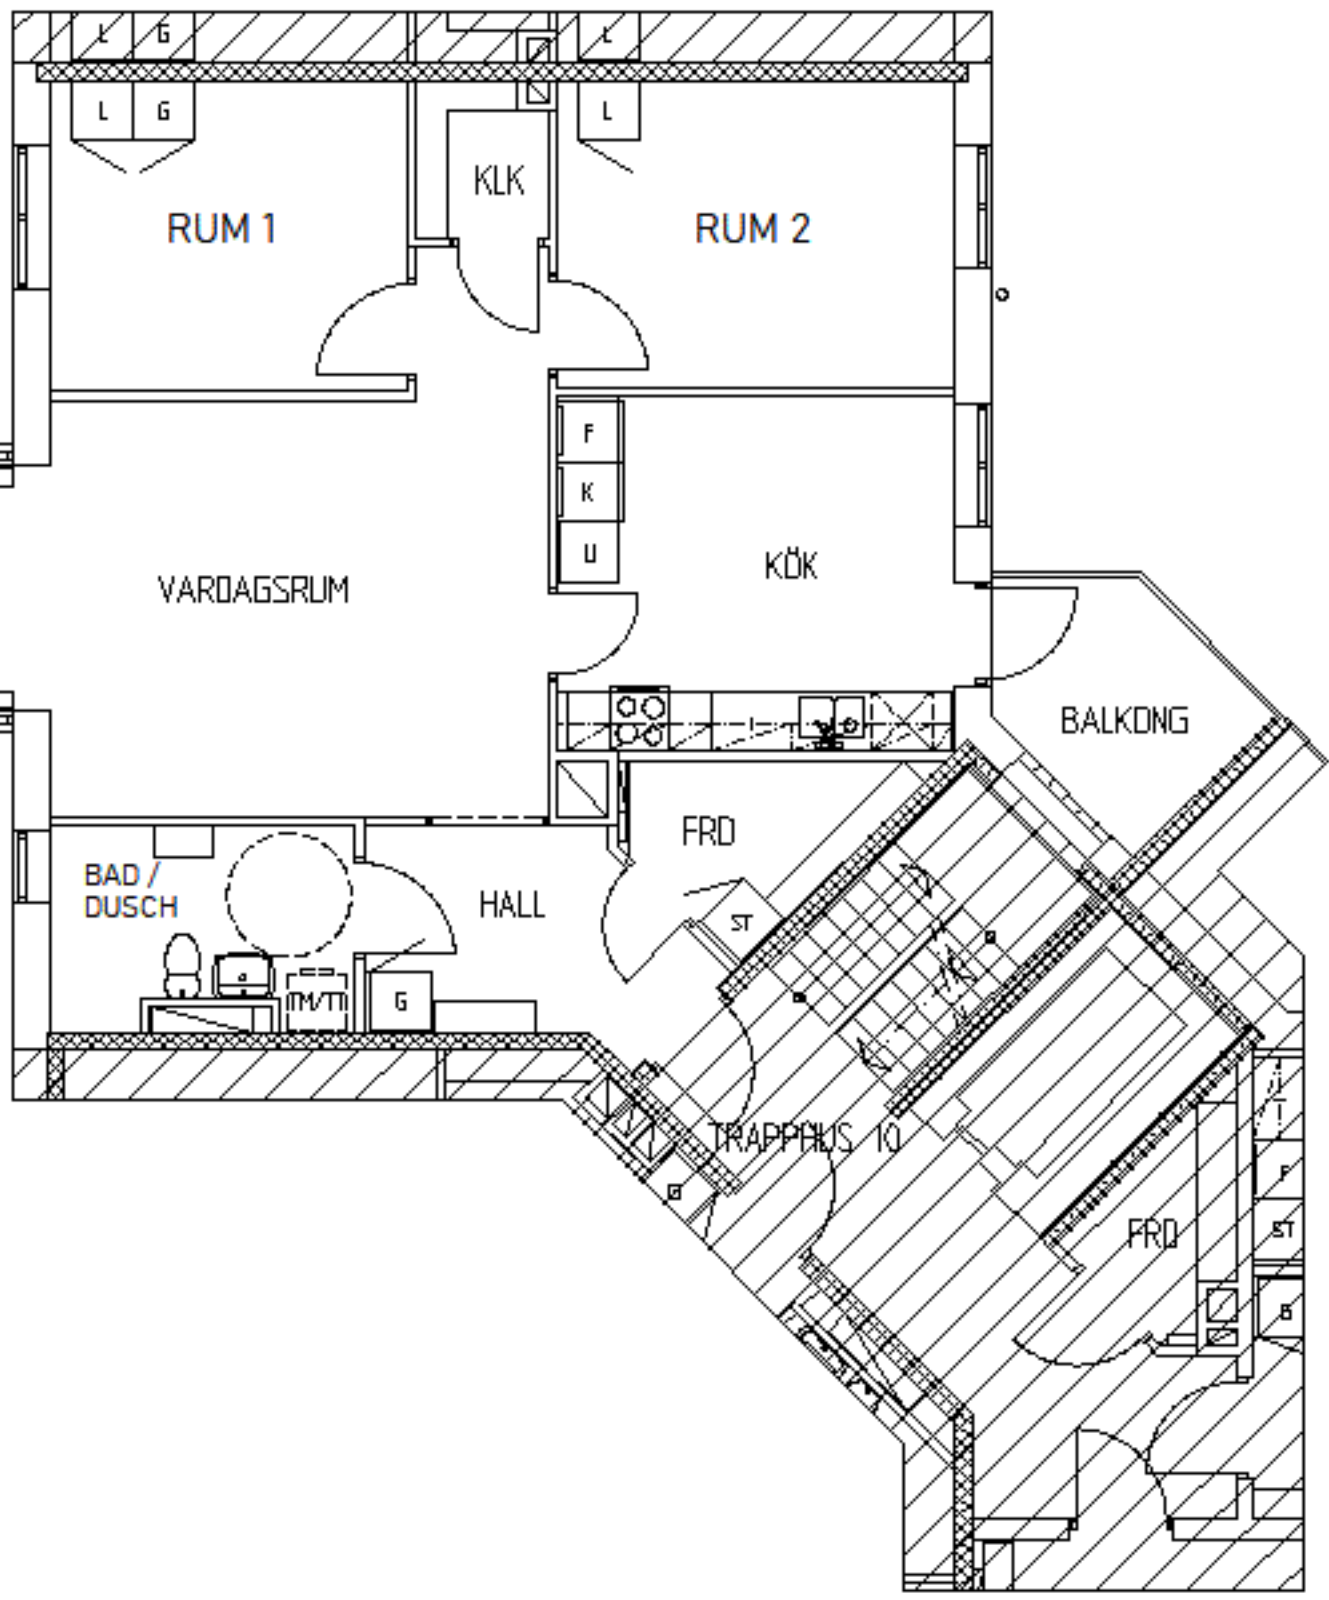 L G L
L G L
KLK
RUM 1 RUM 2
F
K
U
KÖK
VARDAGSRUM
BALKONG
FRD
BAD /
DUSCH
HALL
ST
TM/TT
G
TRAPPHUS 10
F
FRD
ST
G